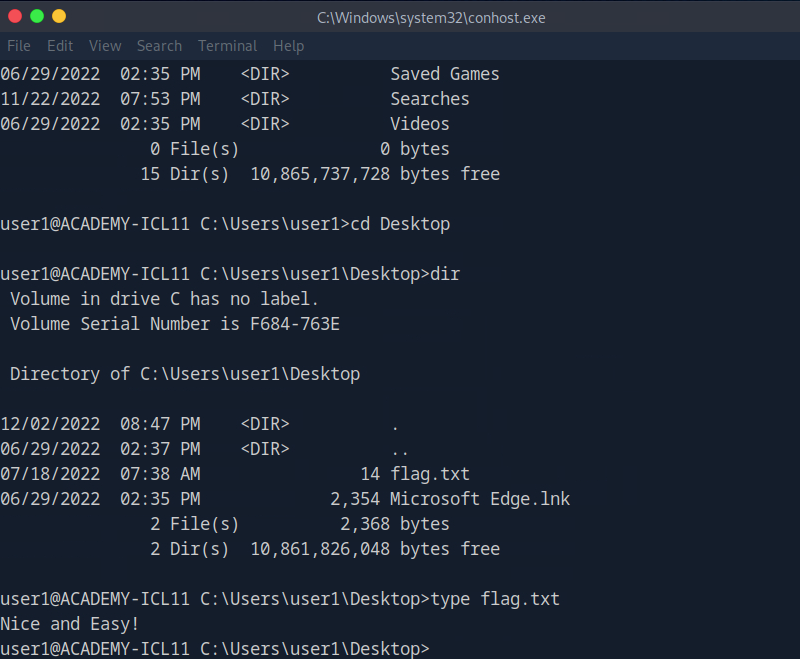 C:\Windows\system32\conhost.exe
File Edit View Search Terminal Help
06/29/2022  02:35 PM    <DIR>          Saved Games
11/22/2022  07:53 PM    <DIR>          Searches
06/29/2022  02:35 PM    <DIR>          Videos
               0 File(s)              0 bytes
              15 Dir(s)  10,865,737,728 bytes free
user1@ACADEMY-ICL11 C:\Users\user1>cd Desktop
user1@ACADEMY-ICL11 C:\Users\user1\Desktop>dir
 Volume in drive C has no label.
 Volume Serial Number is F684-763E
 Directory of C:\Users\user1\Desktop
12/02/2022  08:47 PM    <DIR>          .
06/29/2022  02:37 PM    <DIR>          ..
07/18/2022  07:38 AM                14 flag.txt
06/29/2022  02:35 PM             2,354 Microsoft Edge.lnk
               2 File(s)          2,368 bytes
               2 Dir(s)  10,861,826,048 bytes free
user1@ACADEMY-ICL11 C:\Users\user1\Desktop>type flag.txt
Nice and Easy!
user1@ACADEMY-ICL11 C:\Users\user1\Desktop>